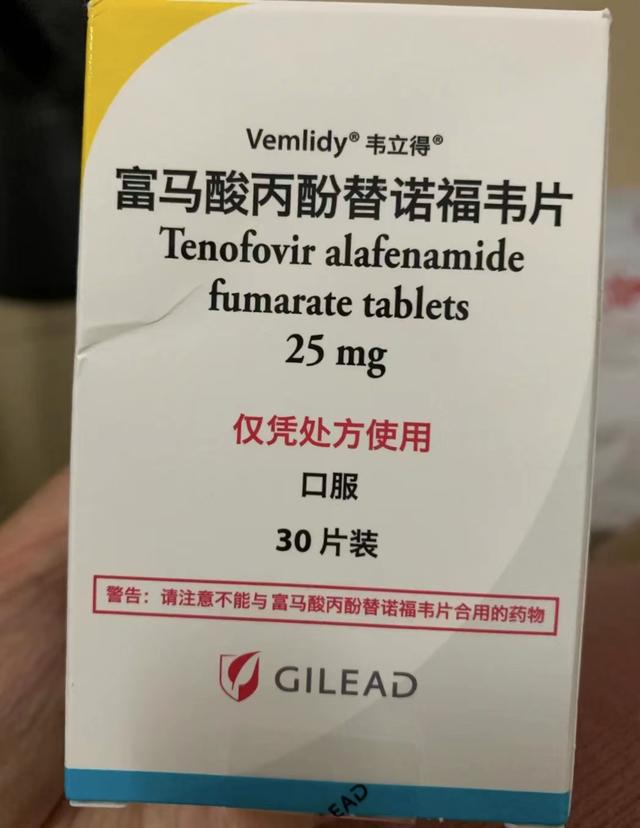 Vemlidy® 韦立得®
富马酸丙酚替诺福韦片
Tenofovir alafenamide
fumarate tablets
25 mg
仅凭处方使用
口服
30 片装
警告：请注意不能与 富马酸丙酚替诺福韦片合用的药物
GILEAD
EAD